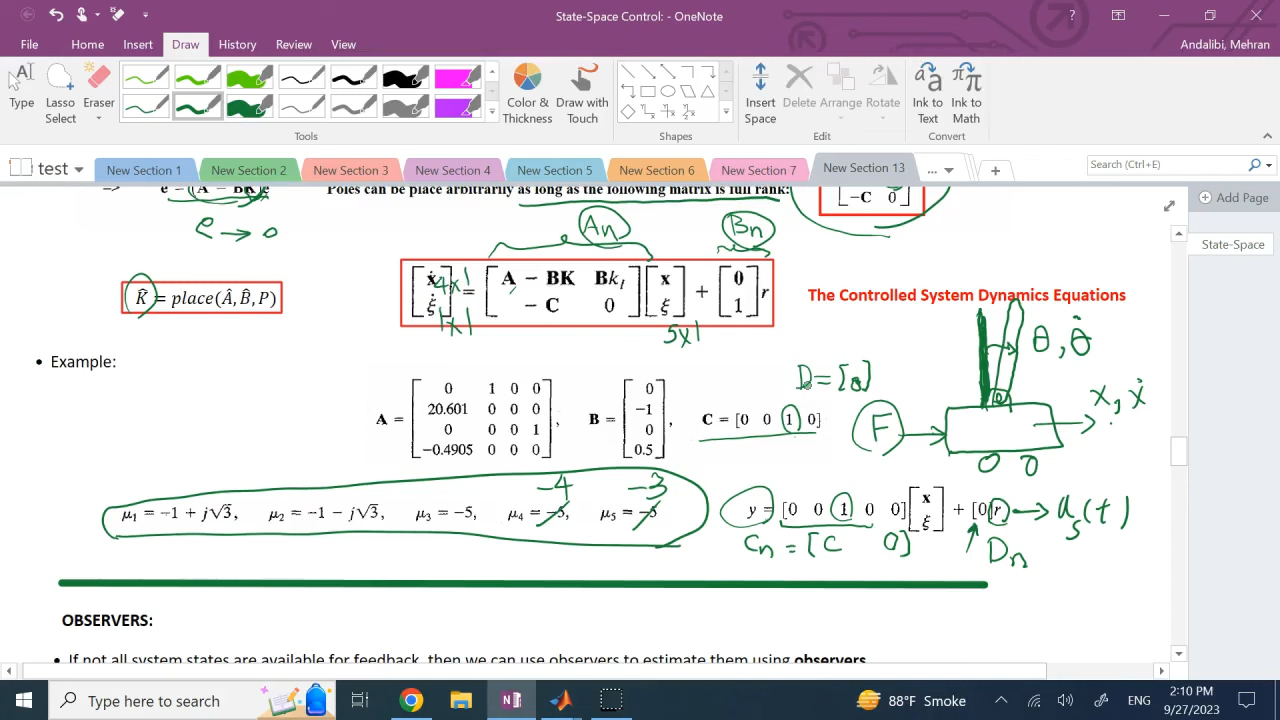 State-Space Control: - OneNote
?
File Home Insert Draw History Review View
Andalibi, Mehran
Type
Lasso Select
Eraser
Color & Thickness
Draw with Touch
Insert Space
Delete
Arrange
Rotate
Ink to Text
Ink to Math
Tools
Shapes
Edit
Convert
test
New Section 1
New Section 2
New Section 3
New Section 4
New Section 5
New Section 6
New Section 7
New Section 13
...
Search (Ctrl+E)
Add Page
State-Space
=> ė = (A − BK)e
Poles can be place arbitrarily as long as the following matrix is full rank:
−C 0
e → 0
An
Bn
K̂ = place(Â, B̂, P)
[ẋ ξ̇] = [A − BK Bk_I; − C 0] [x ξ] + [0 1] r
4x1
1x1
5x1
The Controlled System Dynamics Equations
θ, θ̇
• Example:
D = [0]
A = [0 1 0 0; 20.601 0 0 0; 0 0 0 1; −0.4905 0 0 0], B = [0; −1; 0; 0.5], C = [0 0 1 0]
F
x, ẋ
−4 −3
μ₁ = −1 + j√3, μ₂ = −1 − j√3, μ₃ = −5, μ₄ = −5, μ₅ = −5
y = [0 0 1 0 0] [x ξ] + [0]r → u_s(t)
Cn = [C 0]
Dn
OBSERVERS:
• If not all system states are available for feedback, then we can use observers to estimate them using observers
Type here to search
88°F Smoke
ENG
2:10 PM
9/27/2023